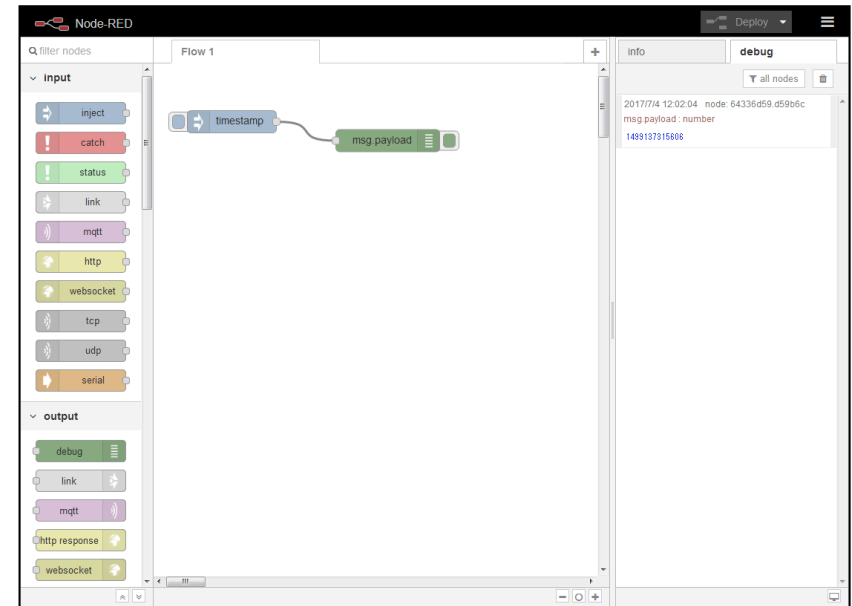 Node-RED
Deploy
filter nodes
Flow 1
+
info
debug
input
all nodes
inject
catch
status
link
mqtt
http
websocket
tcp
udp
serial
output
debug
link
mqtt
http response
websocket
timestamp
msg.payload
2017/7/4 12:02:04 node: 64336d59.d59b6c
msg.payload : number
1499137315606